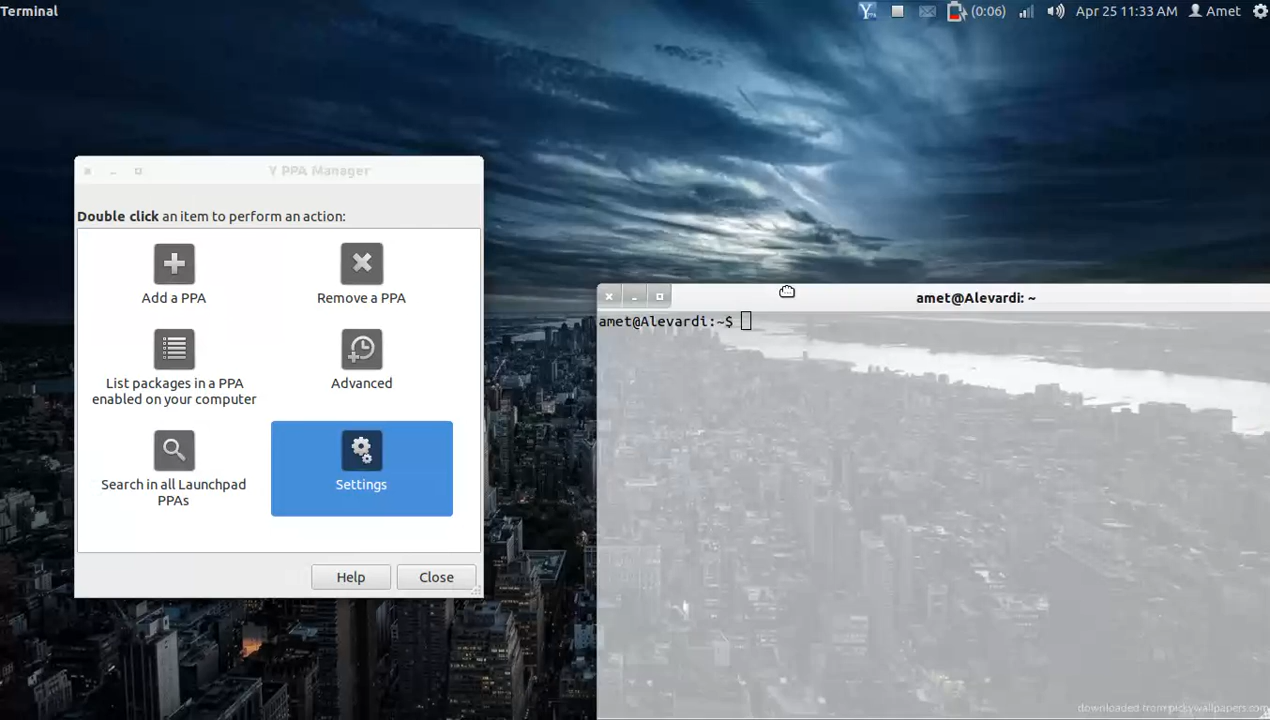 Terminal
(0:06)
Apr 25 11:33 AM
Amet
Y PPA Manager
Double click an item to perform an action:
Add a PPA
Remove a PPA
List packages in a PPA
enabled on your computer
Advanced
Search in all Launchpad
PPAs
Settings
Help
Close
amet@Alevardi: ~
amet@Alevardi:~$
downloaded from pickywallpapers.com